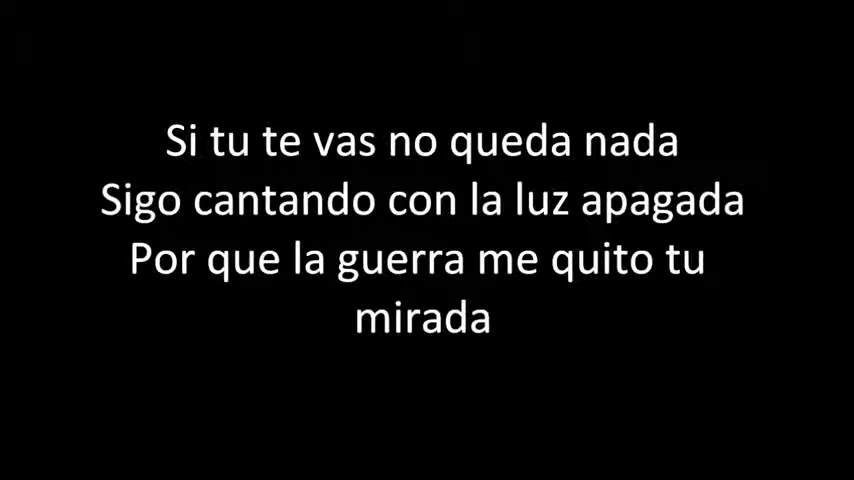 Si tu te vas no queda nada
Sigo cantando con la luz apagada
Por que la guerra me quito tu
mirada